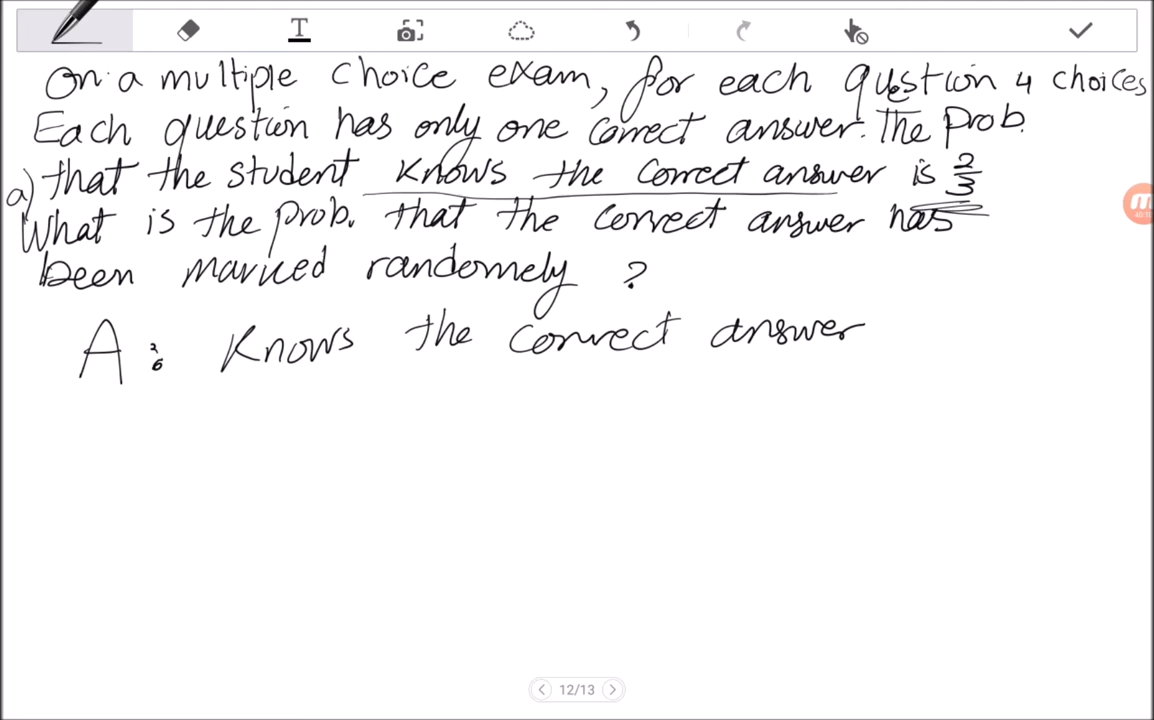 T
On a multiple choice exam, for each question 4 choices
Each question has only one correct answer. The Prob.
a) that the student knows the correct answer is 2/3
What is the prob. that the correct answer has
been marked randomely ?
A : Knows the correct answer
12/13